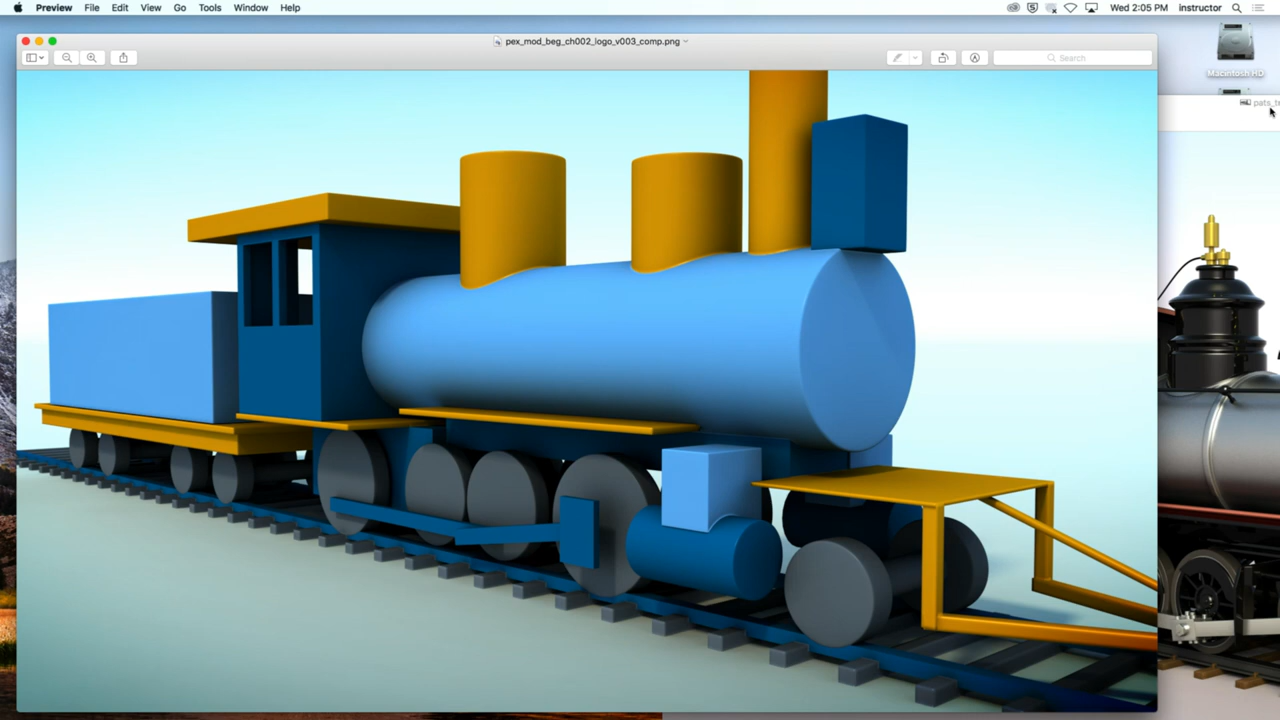 Preview File Edit View Go Tools Window Help Wed 2:05 PM instructor
pex_mod_beg_ch002_logo_v003_comp.png
Search
Macintosh HD